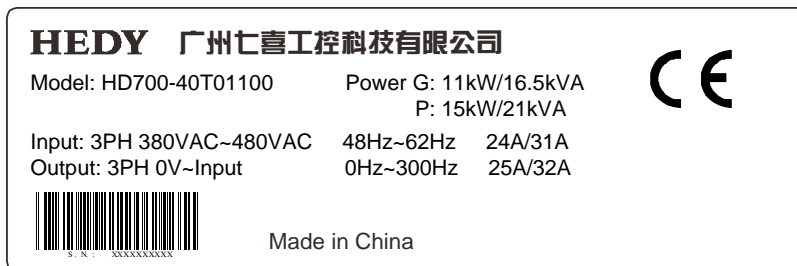 HEDY 广州七喜工控科技有限公司
CE
Model: HD700-40T01100 Power G: 11kW/16.5kVA
P: 15kW/21kVA
Input: 3PH 380VAC~480VAC 48Hz~62Hz 24A/31A
Output: 3PH 0V~Input 0Hz~300Hz 25A/32A
S. N: XXXXXXXXXX
Made in China